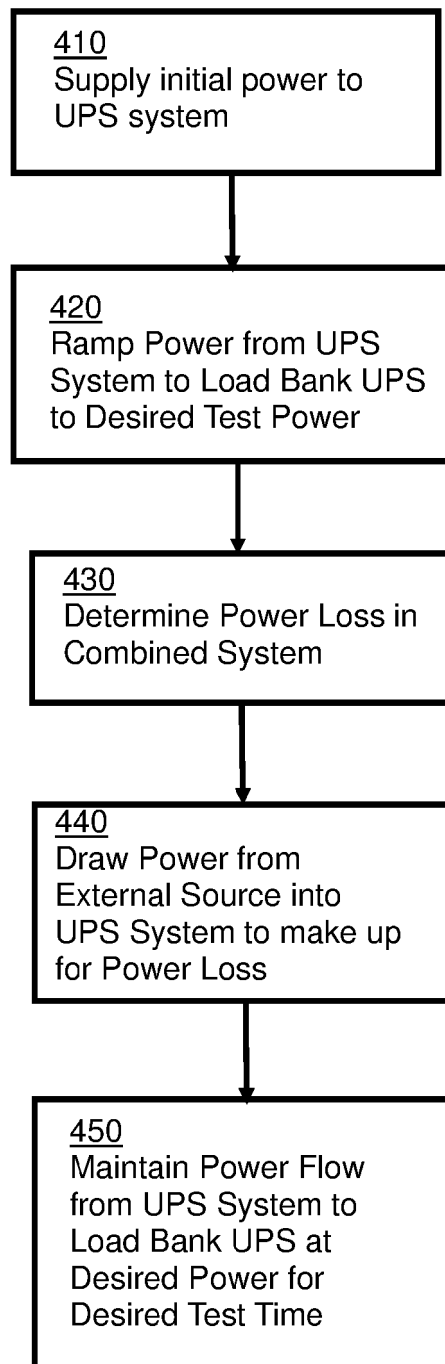 410
Supply initial power to
UPS system
420
Ramp Power from UPS
System to Load Bank UPS
to Desired Test Power
430
Determine Power Loss in
Combined System
440
Draw Power from
External Source into
UPS System to make up
for Power Loss
450
Maintain Power Flow
from UPS System to
Load Bank UPS at
Desired Power for
Desired Test Time